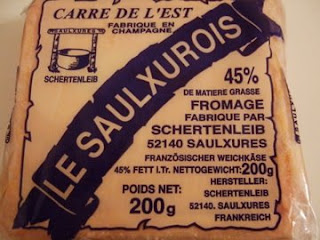 CARRE DE L'EST
FABRIQUE EN
CHAMPAGNE
SAULXURES
SCHERTENLEIB
LE SAULXUROIS
45%
DE MATIERE GRASSE
FROMAGE
FABRIQUE PAR
SCHERTENLEIB
52140 SAULXURES
FRANZÖSISCHER WEICHKÄSE
45% FETT i.Tr. NETTOGEWICHT: 200g
POIDS NET:
200g
HERSTELLER:
SCHERTENLEIB
52140. SAULXURES
FRANKREICH